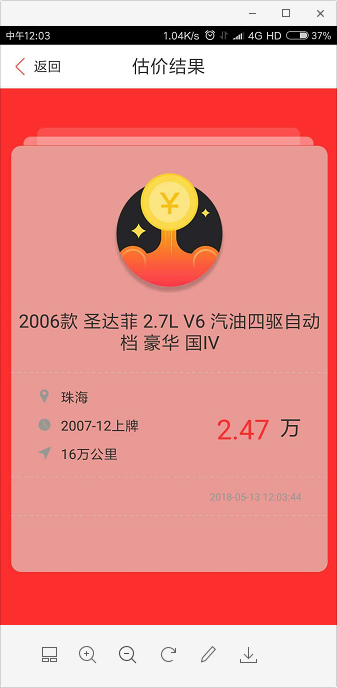 中午12:03
1.04K/s 4G HD 37%
返回
估价结果
¥
2006款 圣达菲 2.7L V6 汽油四驱自动
档 豪华 国IV
珠海
2007-12上牌
2.47 万
16万公里
2018-05-13 12:03:44